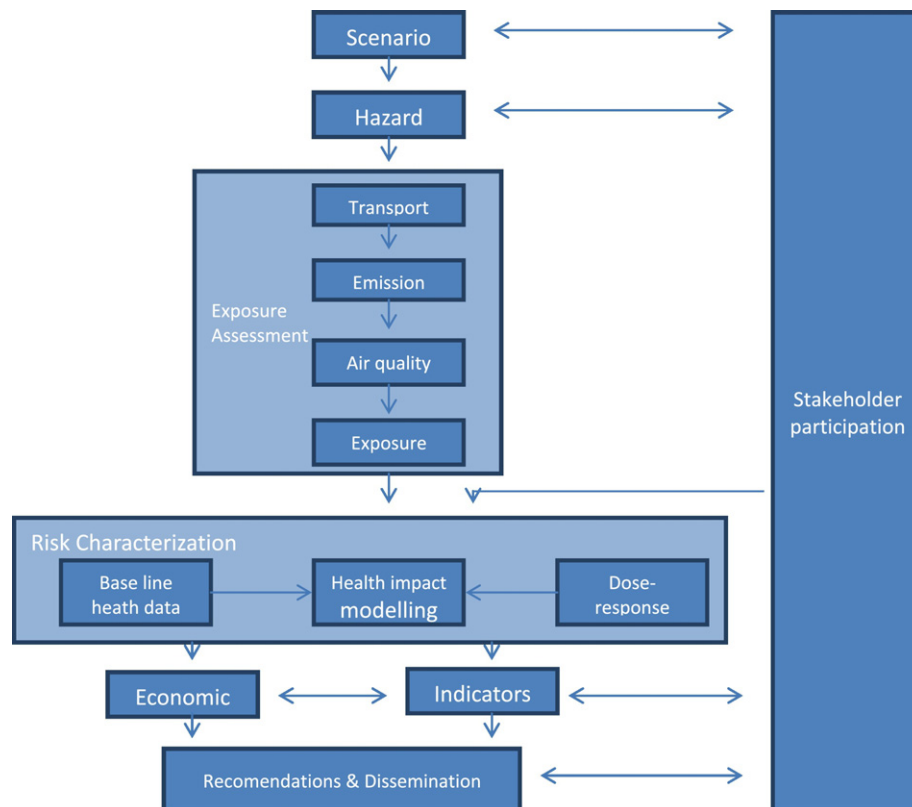 Scenario
Hazard
Transport
Emission
Exposure
Assessment
Air quality
Exposure
Stakeholder
participation
Risk Characterization
Base line
heath data
Health impact
modelling
Dose-
response
Economic
Indicators
Recomendations & Dissemination